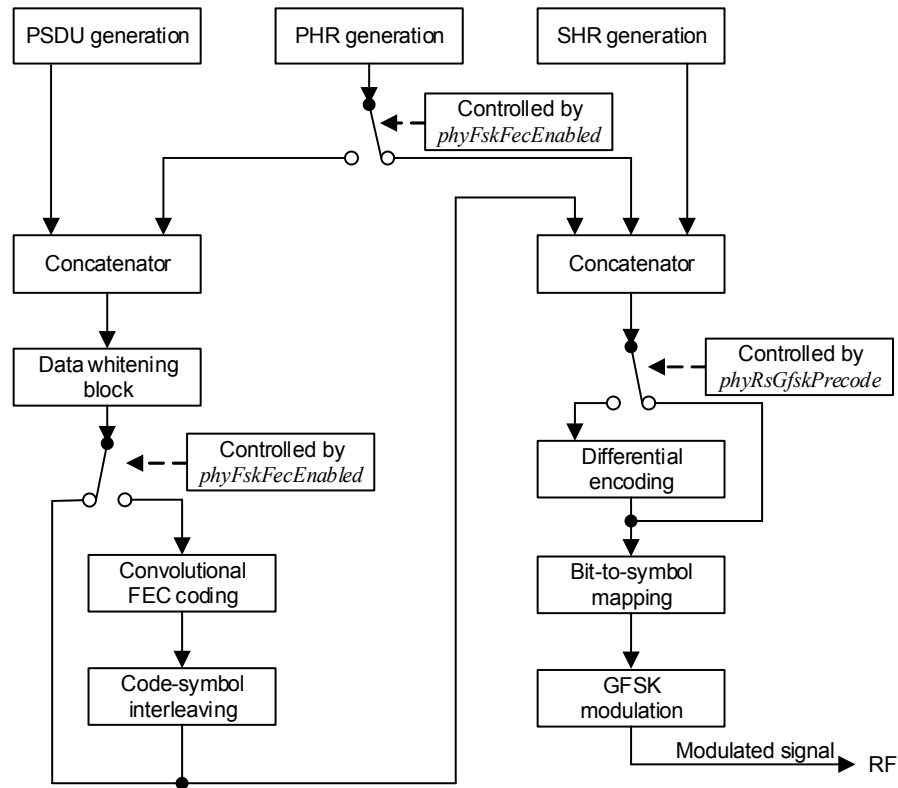 PSDU generation
PHR generation
SHR generation
Controlled by
phyFskFecEnabled
Concatenator
Concatenator
Data whitening
block
Controlled by
phyRsGfskPrecode
Controlled by
phyFskFecEnabled
Differential
encoding
Convolutional
FEC coding
Bit-to-symbol
mapping
Code-symbol
interleaving
GFSK
modulation
Modulated signal
RF